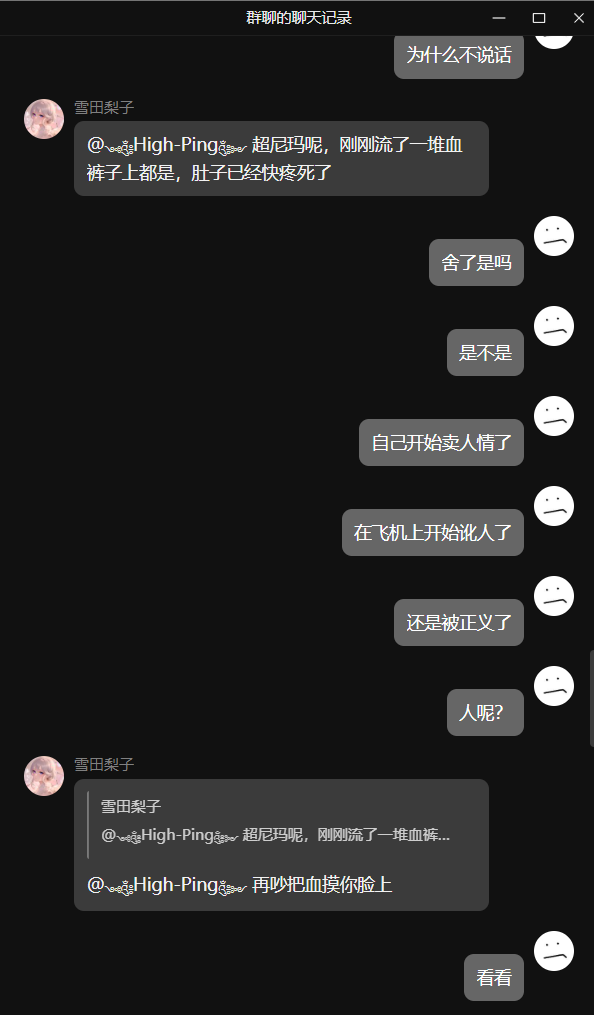 群聊的聊天记录
为什么不说话
雪田梨子
@༺High-Ping༻ 超尼玛呢，刚刚流了一堆血
裤子上都是，肚子已经快疼死了
舍了是吗
是不是
自己开始卖人情了
在飞机上开始讹人了
还是被正义了
人呢？
雪田梨子
雪田梨子
@༺High-Ping༻ 超尼玛呢，刚刚流了一堆血裤...
@༺High-Ping༻ 再吵把血摸你脸上
看看